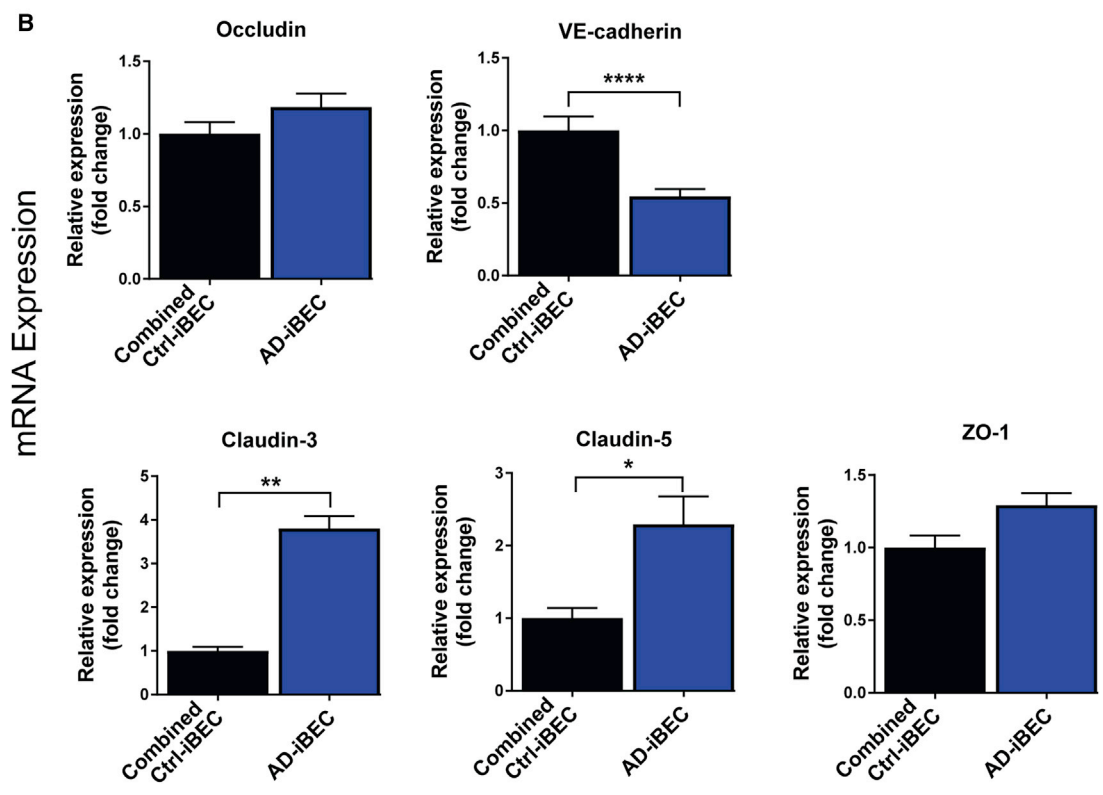 B
mRNA Expression
Occludin
Relative expression
(fold change)
1.5
1.0
0.5
0.0
Combined
Ctrl-iBEC
AD-iBEC
VE-cadherin
Relative expression
(fold change)
1.5
1.0
0.5
0.0
****
Combined
Ctrl-iBEC
AD-iBEC
Claudin-3
Relative expression
(fold change)
5
4
3
2
1
0
**
Combined
Ctrl-iBEC
AD-iBEC
Claudin-5
Relative expression
(fold change)
3
2
1
0
*
Combined
Ctrl-iBEC
AD-iBEC
ZO-1
Relative expression
(fold change)
1.5
1.0
0.5
0.0
Combined
Ctrl-iBEC
AD-iBEC